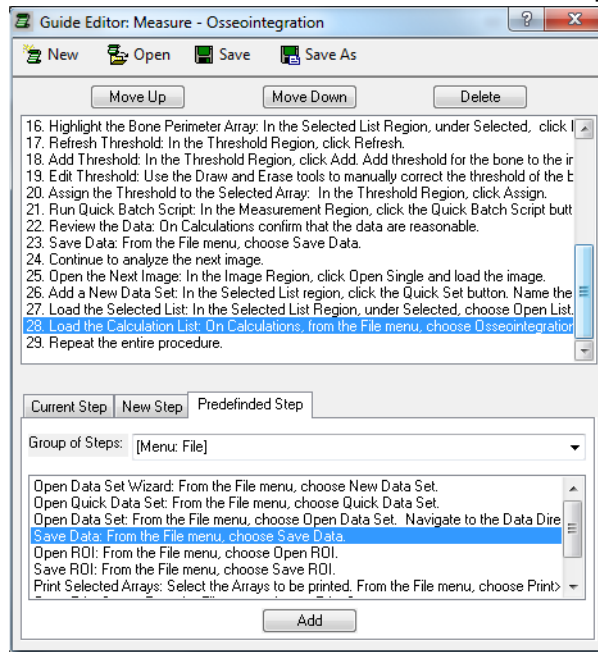 Guide Editor: Measure - Osseointegration
New Open Save Save As
Move Up Move Down Delete
16. Highlight the Bone Perimeter Array: In the Selected List Region, under Selected, click
17. Refresh Threshold: In the Threshold Region, click Refresh.
18. Add Threshold: In the Threshold Region, click Add. Add threshold for the bone to the
19. Edit Threshold: Use the Draw and Erase tools to manually correct the threshold of the
20. Assign the Threshold to the Selected Array: In the Threshold Region, click Assign.
21. Run Quick Batch Script: In the Measurement Region, click the Quick Batch Script butt
22. Review the Data: On Calculations confirm that the data are reasonable.
23. Save Data: From the File menu, choose Save Data.
24. Continue to analyze the next image.
25. Open the Next Image: In the Image Region, click Open Single and load the image.
26. Add a New Data Set: In the Selected List region, click the Quick Set button. Name the
27. Load the Selected List: In the Selected List Region, under Selected, choose Open List.
28. Load the Calculation List: On Calculations, from the File menu, choose Osseointegration
29. Repeat the entire procedure.
Current Step New Step Predefinded Step
Group of Steps: [Menu: File]
Open Data Set Wizard: From the File menu, choose New Data Set.
Open Quick Data Set: From the File menu, choose Quick Data Set.
Open Data Set: From the File menu, choose Open Data Set. Navigate to the Data Dire
Save Data: From the File menu, choose Save Data.
Open ROI: From the File menu, choose Open ROI.
Save ROI: From the File menu, choose Save ROI.
Print Selected Arrays: Select the Arrays to be printed. From the File menu, choose Print>
Add